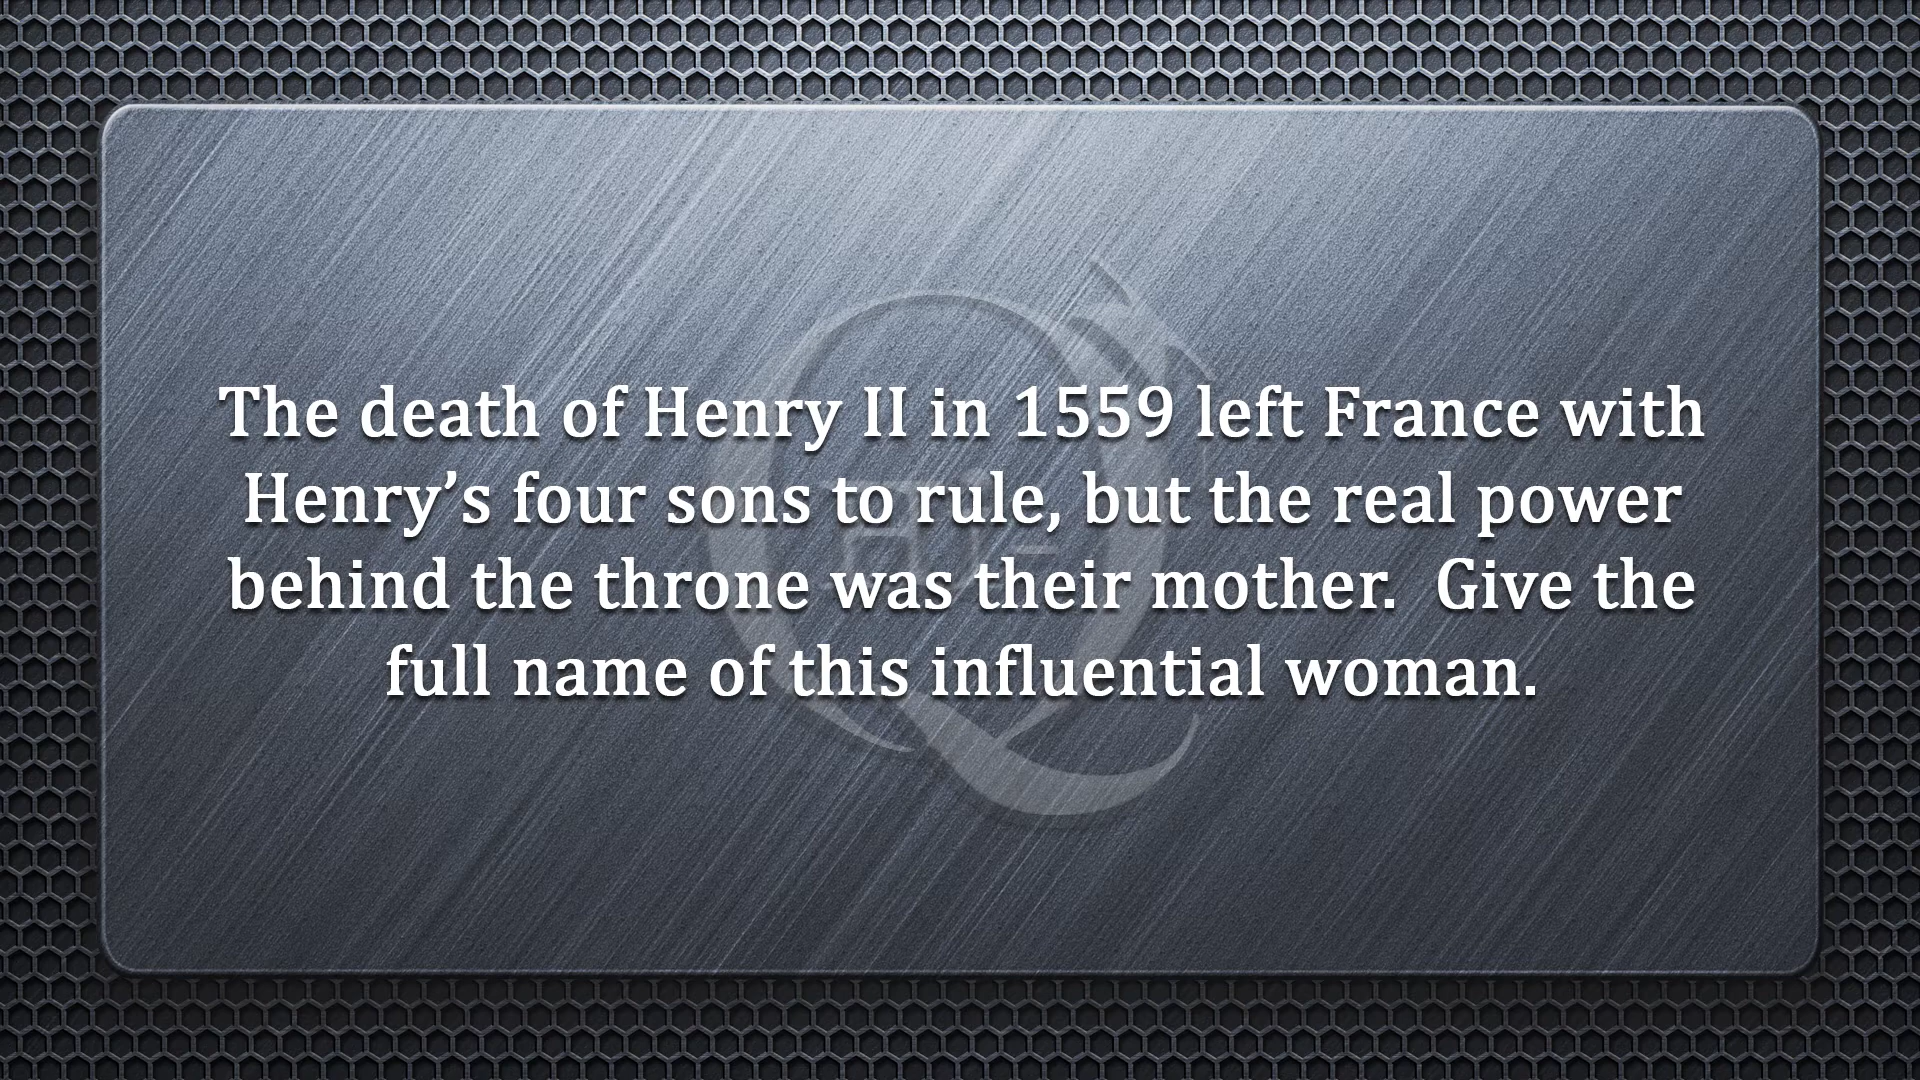 The death of Henry II in 1559 left France with
Henry’s four sons to rule, but the real power
behind the throne was their mother.  Give the
full name of this influential woman.